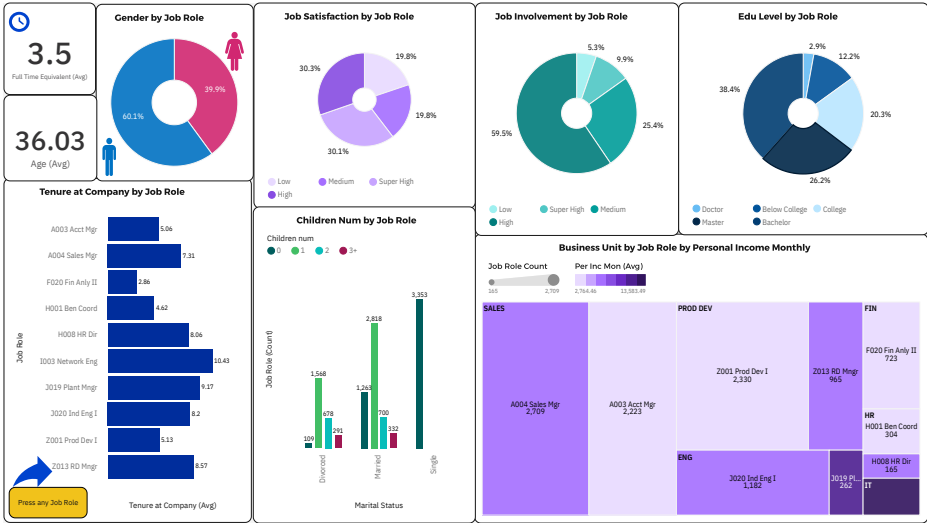 3.5
Full Time Equivalent (Avg)
36.03
Age (Avg)
Gender by Job Role
39.9%
60.1%
Job Satisfaction by Job Role
19.8%
30.3%
19.8%
30.1%
Low Medium Super High
High
Job Involvement by Job Role
5.3%
9.9%
25.4%
59.5%
Low Super High Medium
High
Edu Level by Job Role
2.9%
12.2%
38.4%
20.3%
26.2%
Doctor Below College College
Master Bachelor
Tenure at Company by Job Role
Job Role
A003 Acct Mgr 5.06
A004 Sales Mgr 7.31
F020 Fin Anly II 2.86
H001 Ben Coord 4.62
H008 HR Dir 8.06
I003 Network Eng 10.43
J019 Plant Mngr 9.17
J020 Ind Eng I 8.2
Z001 Prod Dev I 5.13
Z013 RD Mngr 8.57
Tenure at Company (Avg)
Press any Job Role
Children Num by Job Role
Children num
0 1 2 3+
Job Role (Count)
109 1,568 678 291
1,263 2,818 700 332
3,353
Divorced Married Single
Marital Status
Business Unit by Job Role by Personal Income Monthly
Job Role Count
165 2,709
Per Inc Mon (Avg)
2,764.46 13,583.49
SALES
A004 Sales Mgr
2,709
A003 Acct Mgr
2,223
PROD DEV
Z001 Prod Dev I
2,330
Z013 RD Mngr
965
ENG
J020 Ind Eng I
1,182
J019 Pl...
262
FIN
F020 Fin Anly II
723
HR
H001 Ben Coord
304
H008 HR Dir
165
IT